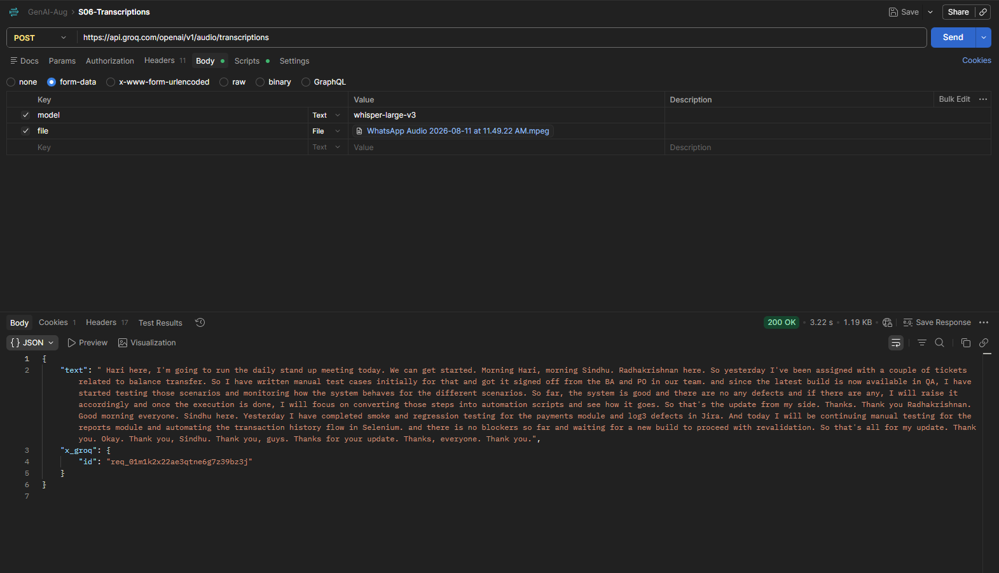 HTTP GenAI-Aug > S06-Transcriptions Save Share
POST https://api.groq.com/openai/v1/audio/transcriptions Send
Docs Params Authorization Headers 11 Body Scripts Settings Cookies
none form-data x-www-form-urlencoded raw binary GraphQL
Key Value Description Bulk Edit
model Text whisper-large-v3
file File WhatsApp Audio 2026-08-11 at 11.49.22 AM.mpeg
Key Text Value Description
Body Cookies 1 Headers 17 Test Results 200 OK • 3.22 s • 1.19 KB • e.g. Save Response
{} JSON Preview Visualization
1 {
2 "text": " Hari here, I'm going to run the daily stand up meeting today. We can get started. Morning Hari, morning Sindhu. Radhakrishnan here. So yesterday I've been assigned with a couple of tickets
related to balance transfer. So I have written manual test cases initially for that and got it signed off from the BA and PO in our team. and since the latest build is now available in QA, I have
started testing those scenarios and monitoring how the system behaves for the different scenarios. So far, the system is good and there are no any defects and if there are any, I will raise it
accordingly and once the execution is done, I will focus on converting those steps into automation scripts and see how it goes. So that's the update from my side. Thanks. Thank you Radhakrishnan.
Good morning everyone. Sindhu here. Yesterday I have completed smoke and regression testing for the payments module and log3 defects in Jira. And today I will be continuing manual testing for the
reports module and automating the transaction history flow in Selenium. and there is no blockers so far and waiting for a new build to proceed with revalidation. So that's all for my update. Thank
you. Okay. Thank you, Sindhu. Thank you, guys. Thanks for your update. Thanks, everyone. Thank you.",
3 "x_groq": {
4 "id": "req_01m1k2x22ae3qtne6g7z39bz3j"
5 }
6 }
7